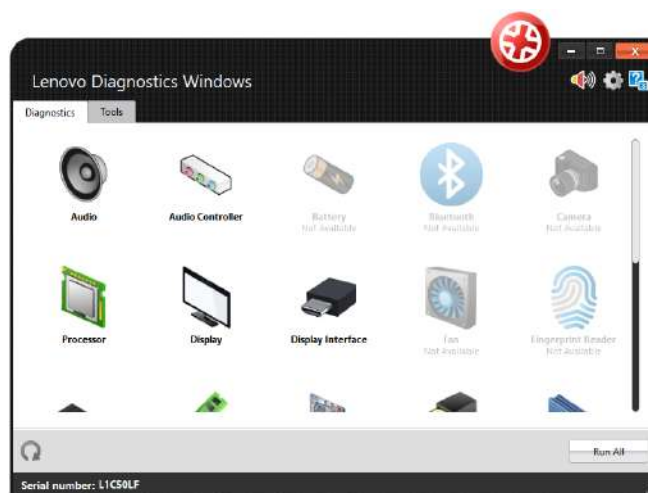 Lenovo Diagnostics Windows
Diagnostics
Tools
Audio
Audio Controller
Battery
Not Available
Bluetooth
Not Available
Camera
Not Available
Processor
Display
Display Interface
Fan
Not Available
Fingerprint Reader
Not Available
Run All
Serial number: L1C50LF